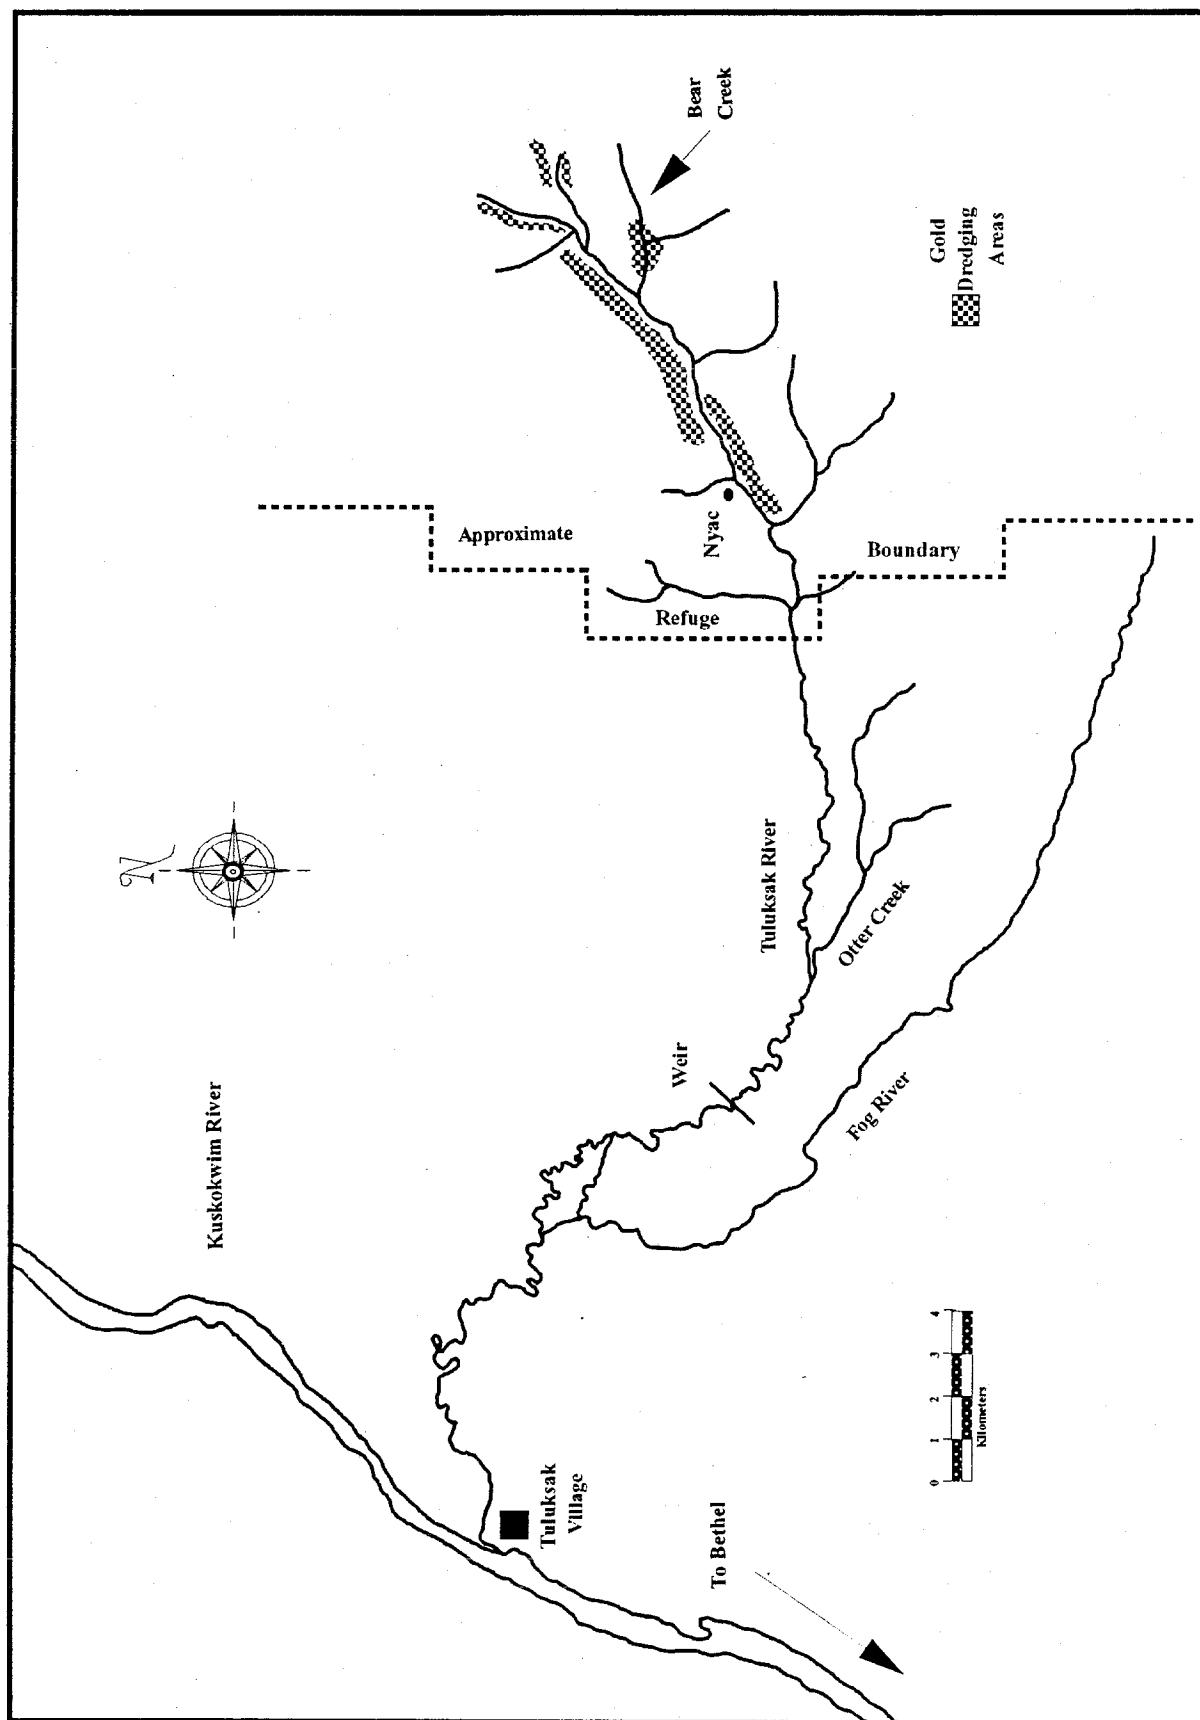 N
Kuskokwim River
Bear
Creek
Approximate
Refuge
Boundary
Nyac
Tuluksak River
Weir
Otter Creek
Fog River
Tuluksak
Village
To Bethel
Gold
Dredging
Areas
0 1 2 3 4
Kilometers